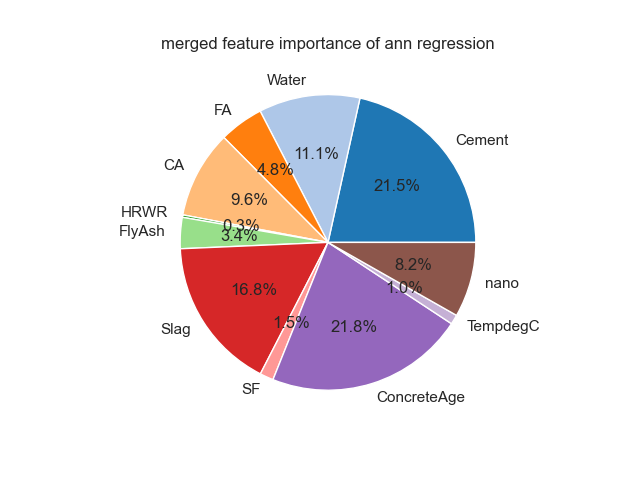 merged feature importance of ann regression
Water
FA
Cement
11.1%
CA
4.8%
21.5%
9.6%
HRWR
0.3%
FlyAsh
3.4%
8.2%
nano
16.8%
1.0%
Slag
1.5%
21.8%
TempdegC
SF
ConcreteAge